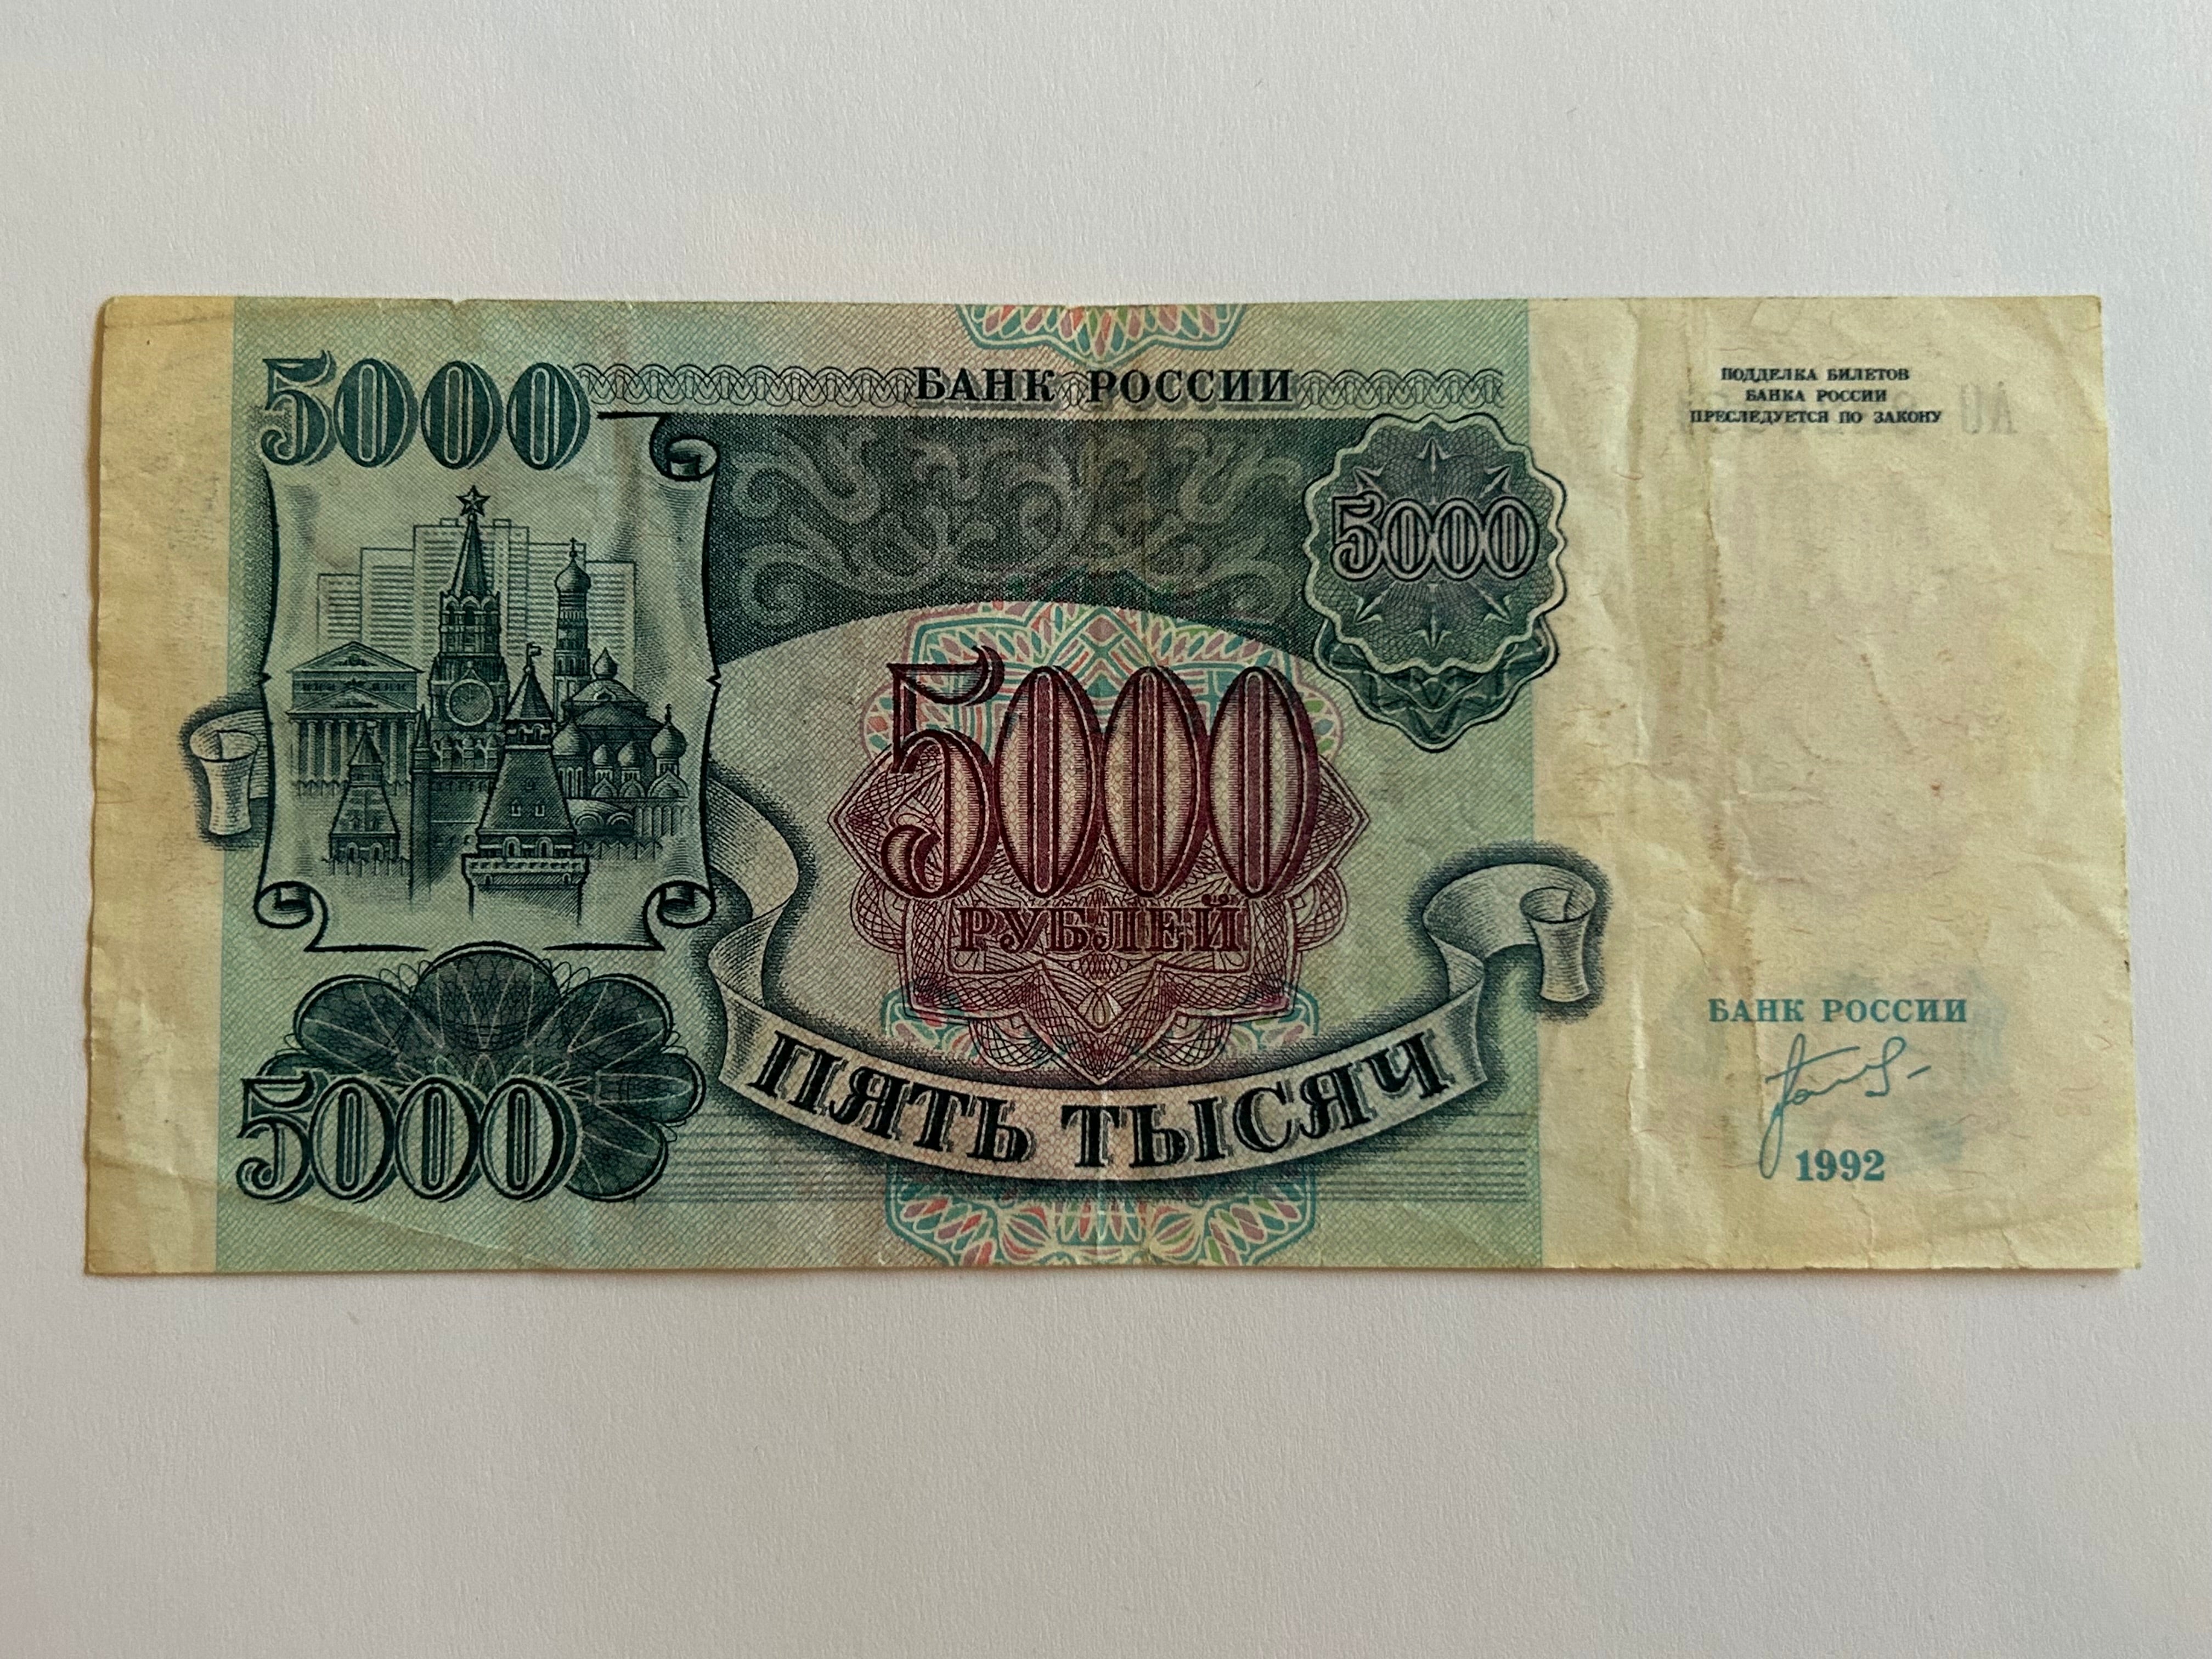 5000
БАНК РОССИИ
ПОДДЕЛКА БИЛЕТОВ
БАНКА РОССИИ
ПРЕСЛЕДУЕТСЯ ПО ЗАКОНУ
5000
5000
РУБЛЕЙ
ПЯТЬ ТЫСЯЧ
5000
БАНК РОССИИ
1992